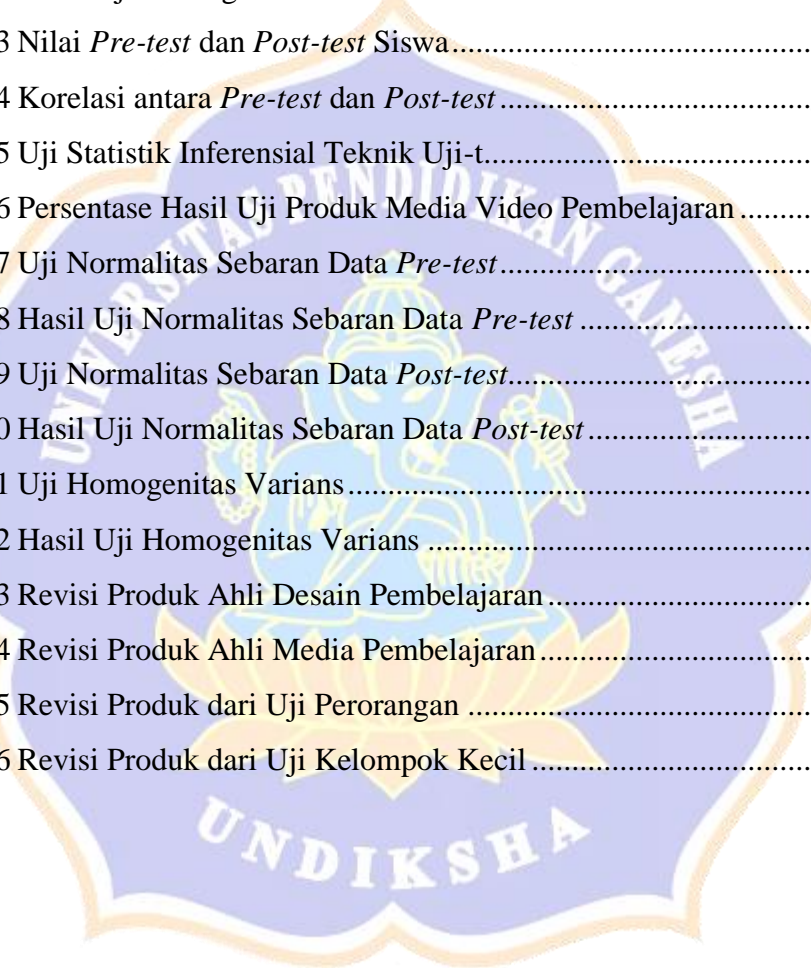 3 Nilai Pre-test dan Post-test Siswa........................................
4 Korelasi antara Pre-test dan Post-test........................................
5 Uji Statistik Inferensial Teknik Uji-t........................................
6 Persentase Hasil Uji Produk Media Video Pembelajaran.........
7 Uji Normalitas Sebaran Data Pre-test........................................
8 Hasil Uji Normalitas Sebaran Data Pre-test..............................
9 Uji Normalitas Sebaran Data Post-test......................................
0 Hasil Uji Normalitas Sebaran Data Post-test.............................
1 Uji Homogenitas Varians..........................................................
2 Hasil Uji Homogenitas Varians................................................
3 Revisi Produk Ahli Desain Pembelajaran..................................
4 Revisi Produk Ahli Media Pembelajaran...................................
5 Revisi Produk dari Uji Perorangan...........................................
6 Revisi Produk dari Uji Kelompok Kecil....................................
UNIVERSITAS PENDIDIKAN GANESHA
UNDIKSHA